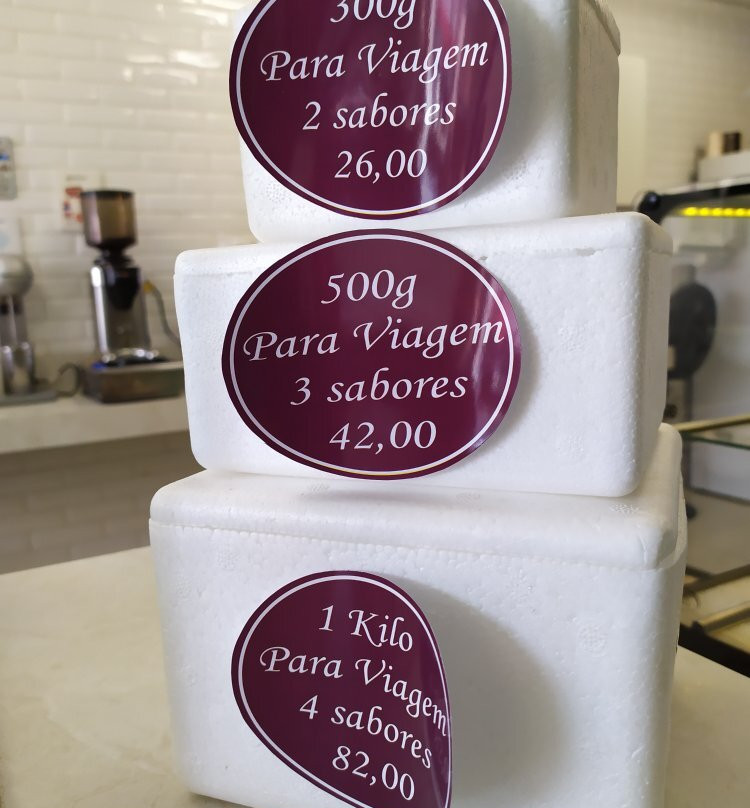 300g
Para Viagem
2 sabores
26,00
500g
Para Viagem
3 sabores
42,00
1 Kilo
Para Viagem
4 sabores
82,00